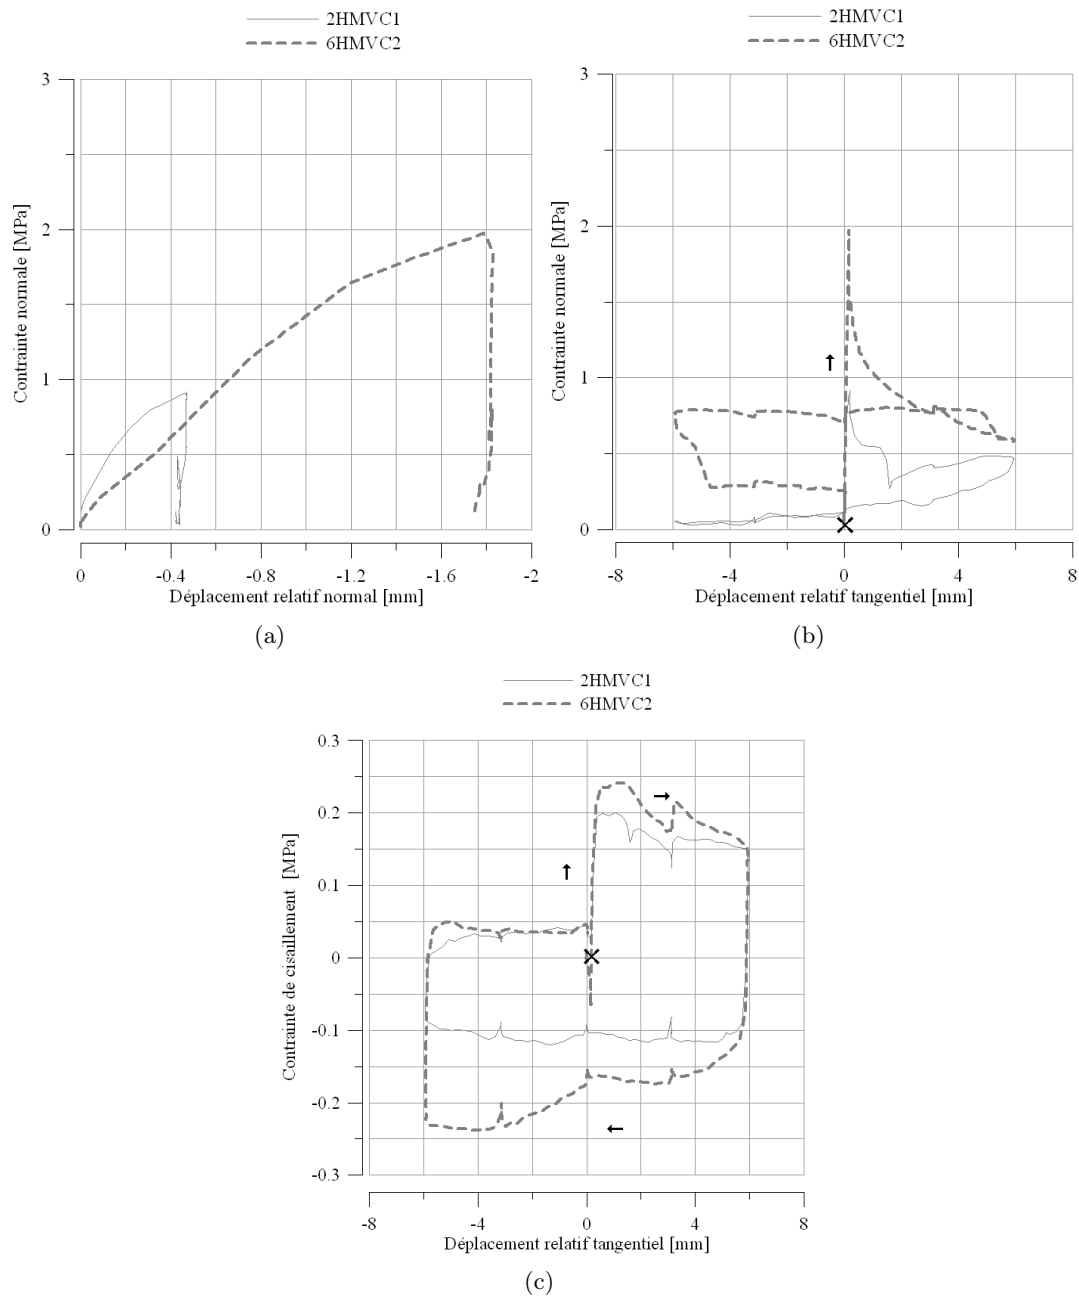 2HMVC1
6HMVC2
3
2
1
0
Contrainte normale [MPa]
0 -0.4 -0.8 -1.2 -1.6 -2
Déplacement relatif normal [mm]
(a)
2HMVC1
6HMVC2
3
2
1
0
Contrainte normale [MPa]
-8 -4 0 4 8
Déplacement relatif tangentiel [mm]
(b)
2HMVC1
6HMVC2
0.3
0.2
0.1
0
-0.1
-0.2
-0.3
Contrainte de cisaillement [MPa]
-8 -4 0 4 8
Déplacement relatif tangentiel [mm]
(c)